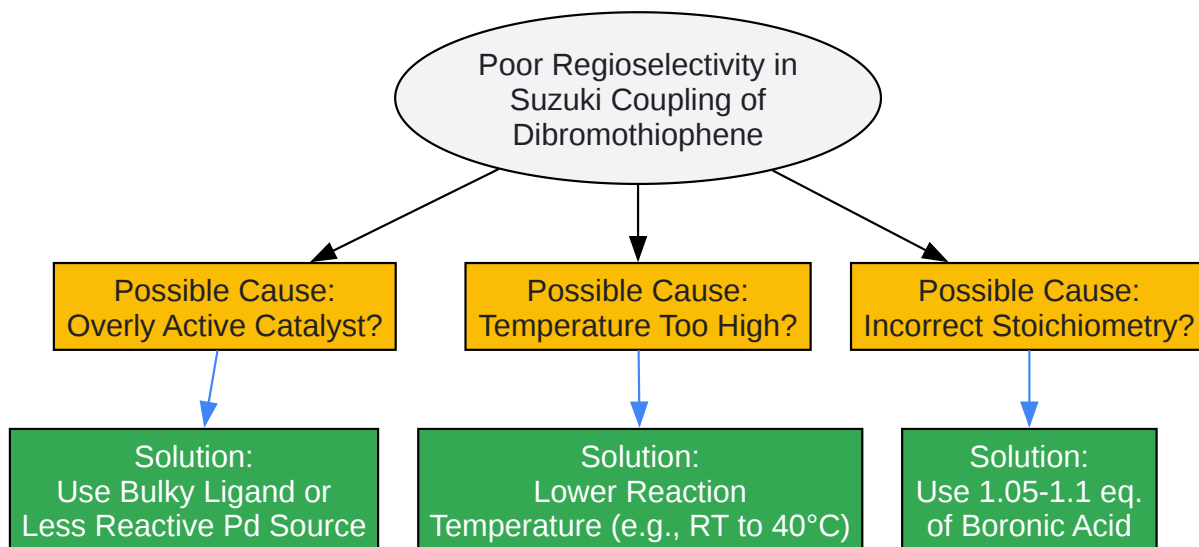 Poor Regioselectivity in
Suzuki Coupling of
Dibromothiophene
Possible Cause:
Overly Active Catalyst?
Possible Cause:
Temperature Too High?
Possible Cause:
Incorrect Stoichiometry?
Solution:
Use Bulky Ligand or
Less Reactive Pd Source
Solution:
Lower Reaction
Temperature (e.g., RT to 40°C)
Solution:
Use 1.05-1.1 eq.
of Boronic Acid